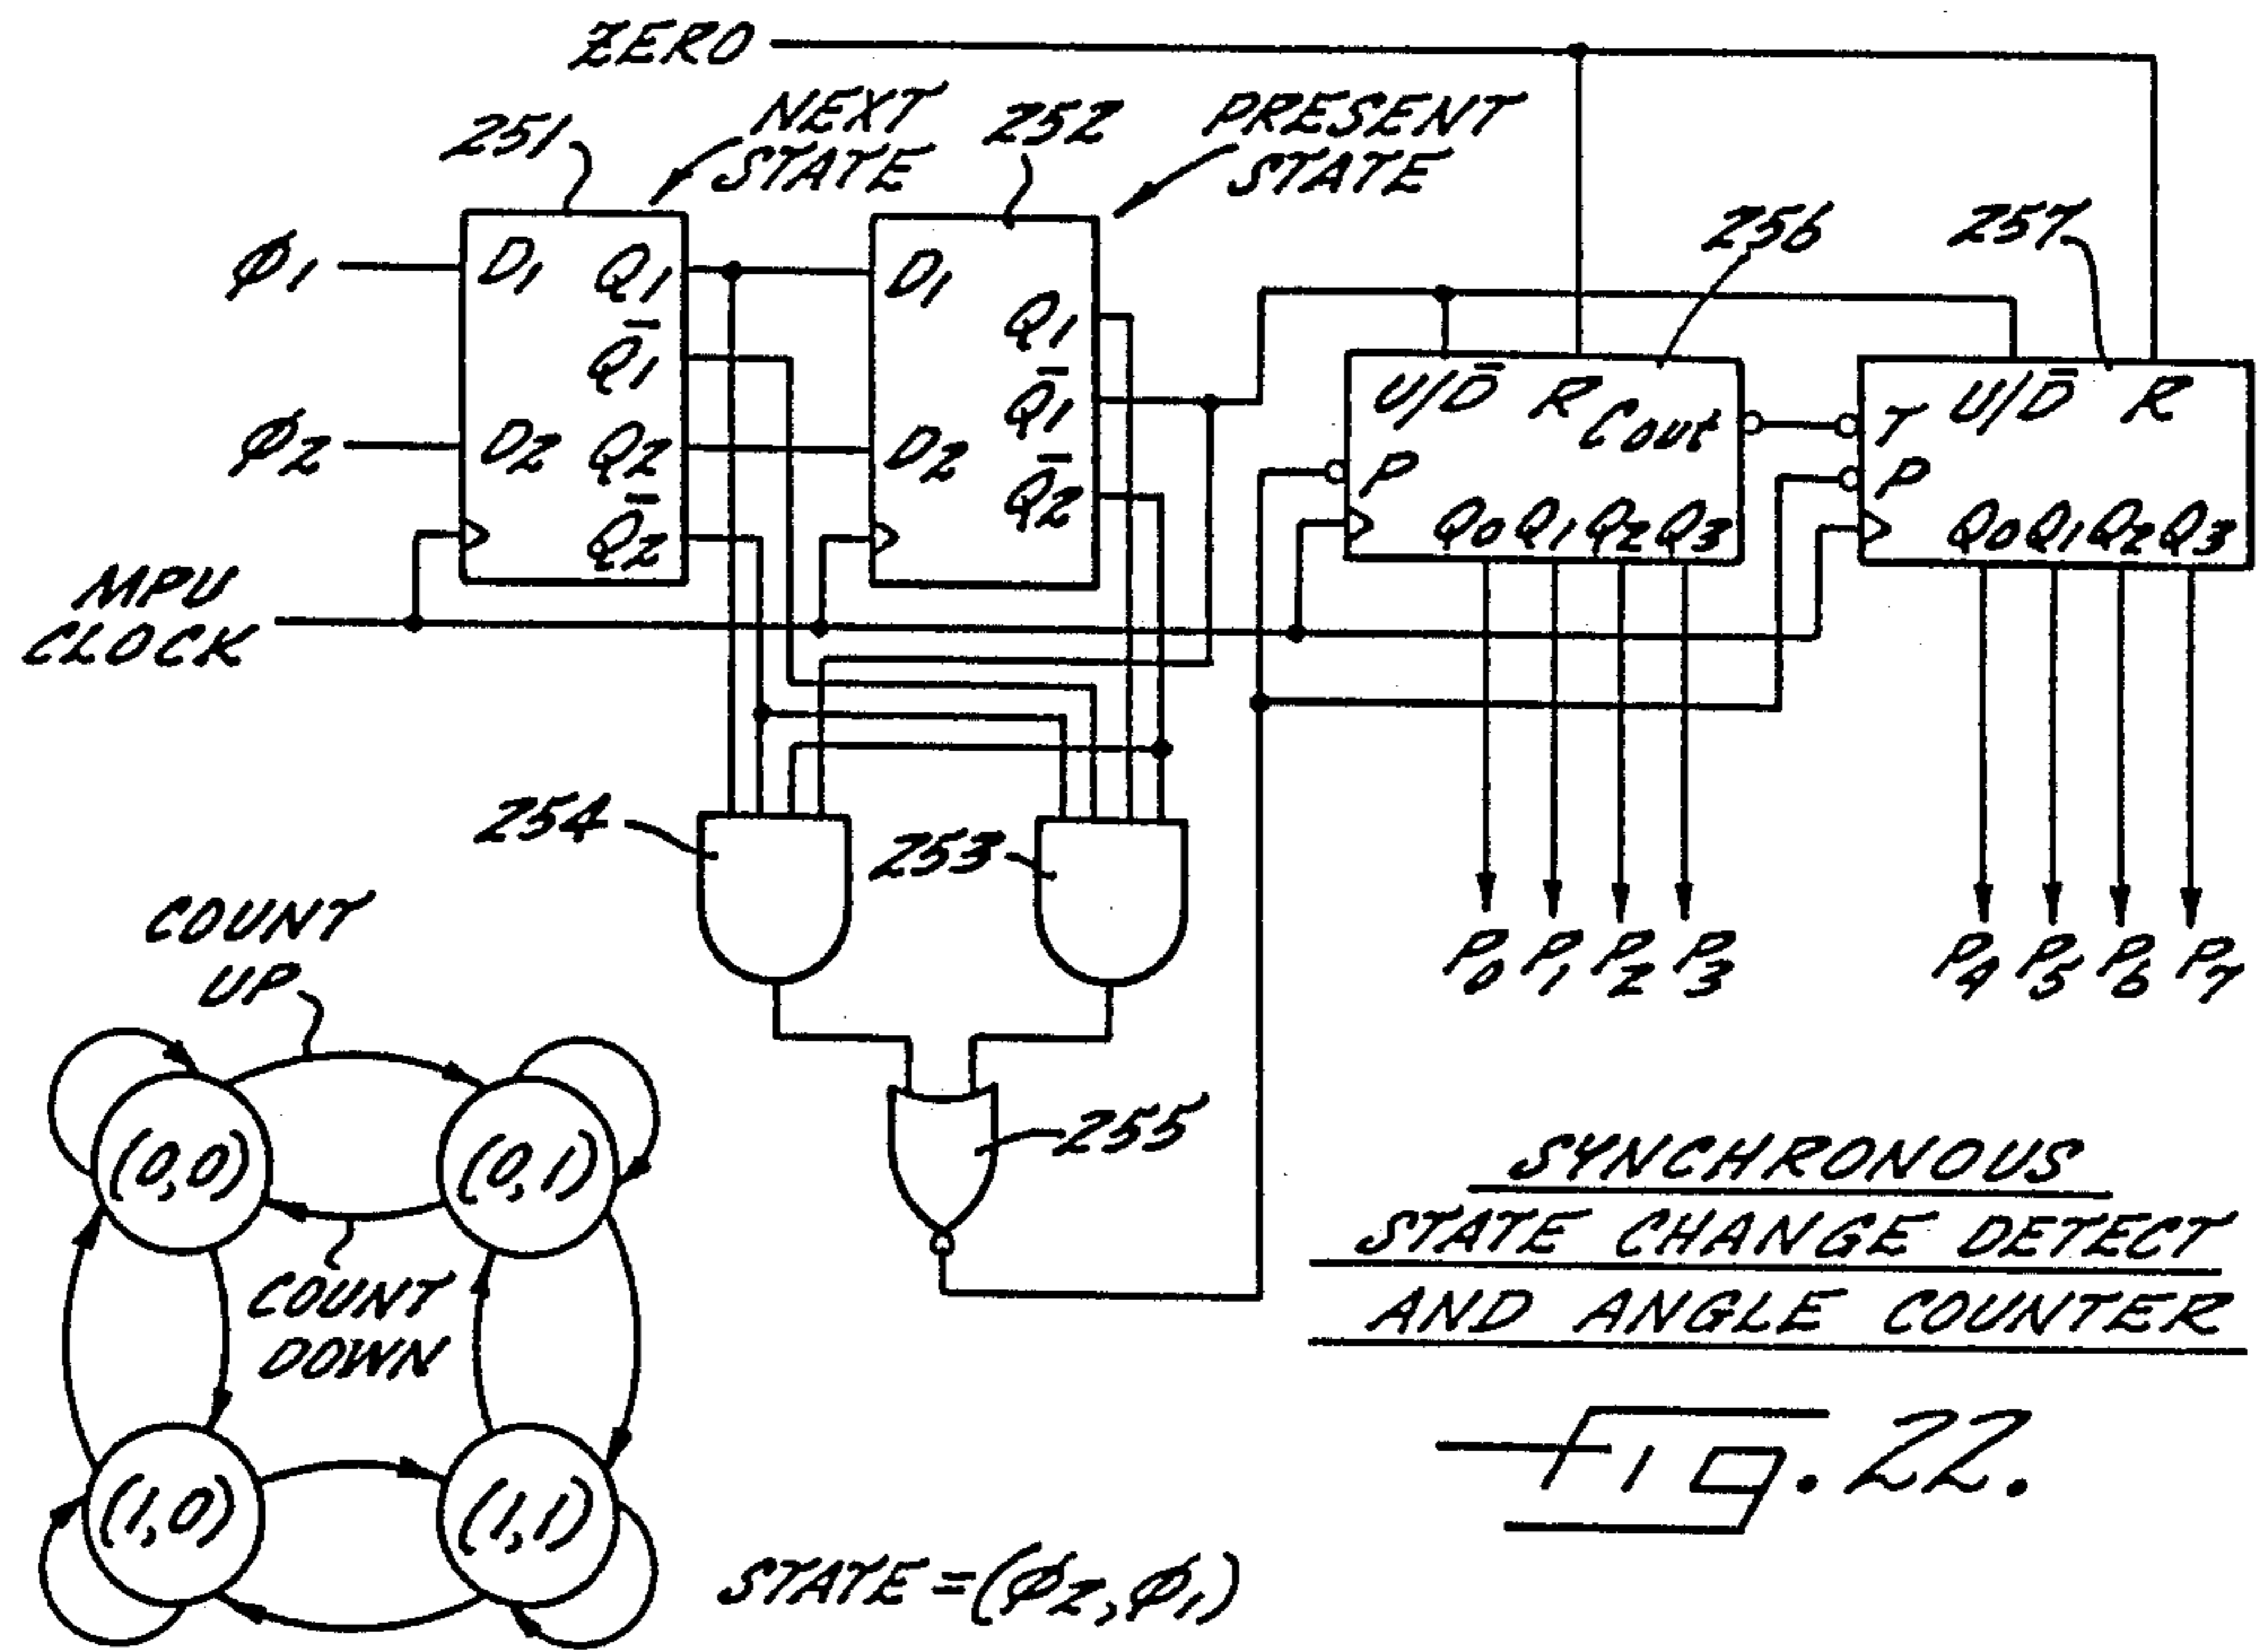 ZERO
251
NEXT
STATE
252
PRESENT
STATE
256
257
φ1
D1 Q1
Q̅1
φ2
D2 Q2
Q̅2
D1
Q1
Q̅1
D2
Q̅2
U/D̅ R
Cout
P
Q0 Q1 Q2 Q3
T U/D̅ R
P
Q0 Q1 Q2 Q3
MPU
CLOCK
254
253
P0 P1 P2 P3
P4 P5 P6 P7
255
COUNT
UP
(0,0)
(0,1)
COUNT
DOWN
(1,0)
(1,1)
STATE=(φ2,φ1)
SYNCHRONOUS
STATE CHANGE DETECT
AND ANGLE COUNTER
Fig. 22.